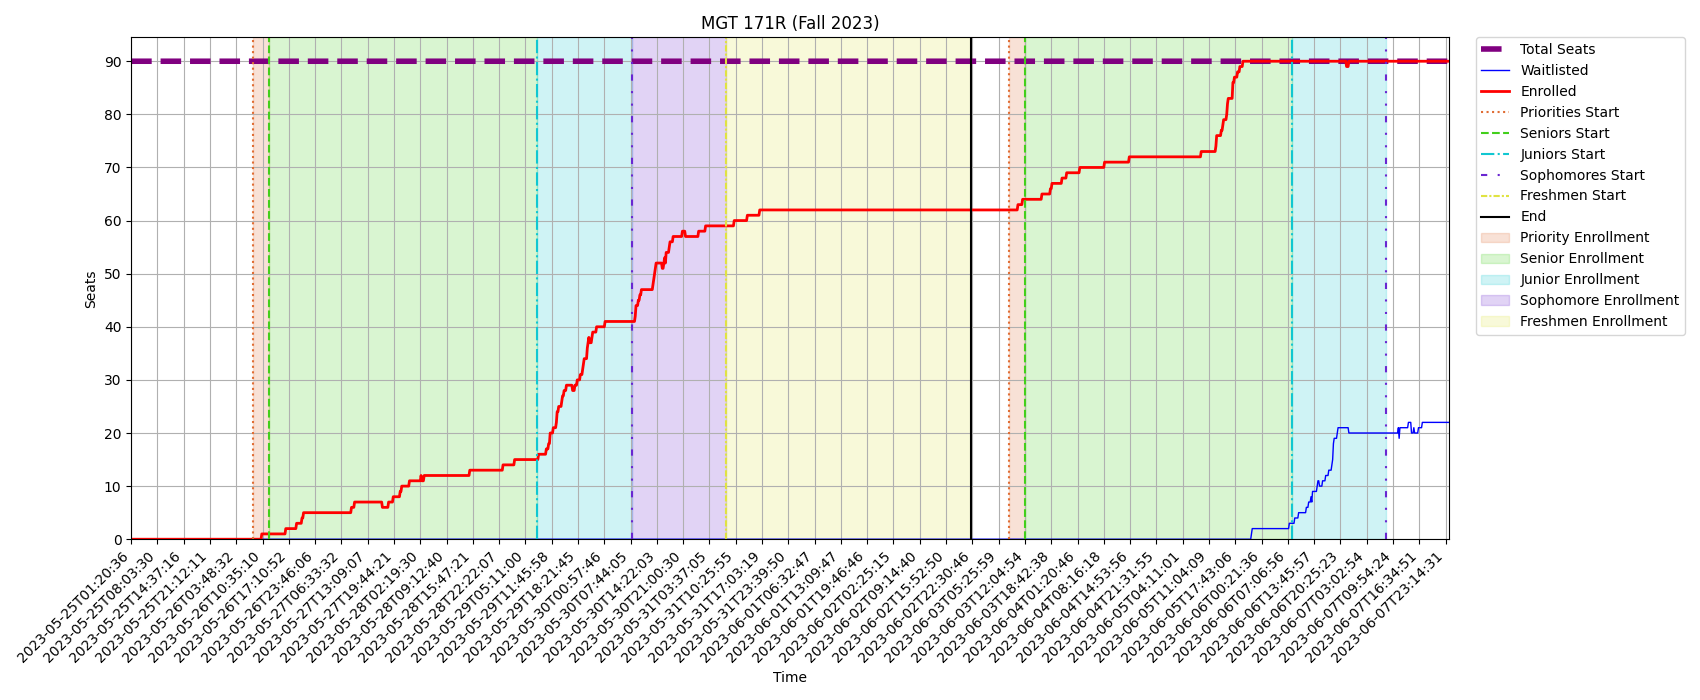 MGT 171R (Fall 2023)
Total Seats
Waitlisted
Enrolled
Priorities Start
Seniors Start
Juniors Start
Sophomores Start
Freshmen Start
End
Priority Enrollment
Senior Enrollment
Junior Enrollment
Sophomore Enrollment
Freshmen Enrollment
Seats
90
80
70
60
50
40
30
20
10
0
2023-05-25T01:20:36
2023-05-25T08:03:30
2023-05-25T14:37:16
2023-05-25T21:12:11
2023-05-26T03:48:32
2023-05-26T10:35:10
2023-05-26T17:10:52
2023-05-26T23:46:06
2023-05-27T06:33:32
2023-05-27T13:09:07
2023-05-27T19:44:21
2023-05-28T02:19:30
2023-05-28T09:12:40
2023-05-28T15:47:21
2023-05-28T22:22:07
2023-05-29T05:11:00
2023-05-29T11:45:58
2023-05-29T18:21:45
2023-05-30T00:57:46
2023-05-30T07:44:05
2023-05-30T14:22:03
2023-05-30T21:00:30
2023-05-31T03:37:05
2023-05-31T10:25:55
2023-05-31T17:03:19
2023-05-31T23:39:50
2023-06-01T06:32:47
2023-06-01T13:09:47
2023-06-01T19:46:46
2023-06-02T02:25:15
2023-06-02T09:14:40
2023-06-02T15:52:50
2023-06-02T22:30:46
2023-06-03T05:25:59
2023-06-03T12:04:54
2023-06-03T18:42:38
2023-06-04T01:20:46
2023-06-04T08:16:18
2023-06-04T14:53:56
2023-06-04T21:31:55
2023-06-05T04:11:01
2023-06-05T11:04:09
2023-06-05T17:43:06
2023-06-06T00:21:36
2023-06-06T07:06:56
2023-06-06T13:45:57
2023-06-06T20:25:23
2023-06-07T03:02:54
2023-06-07T09:54:24
2023-06-07T16:34:51
2023-06-07T23:14:31
Time